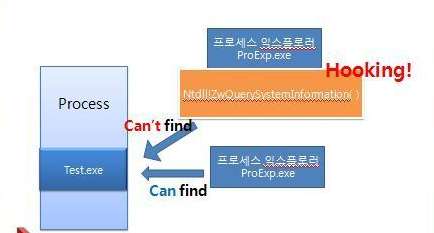 프로세스 익스플로러
ProExp.exe
Hooking!
Ntdll!ZwQuerySystemInformation( )
Process
Can't find
Test.exe
프로세스 익스플로러
ProExp.exe
Can find